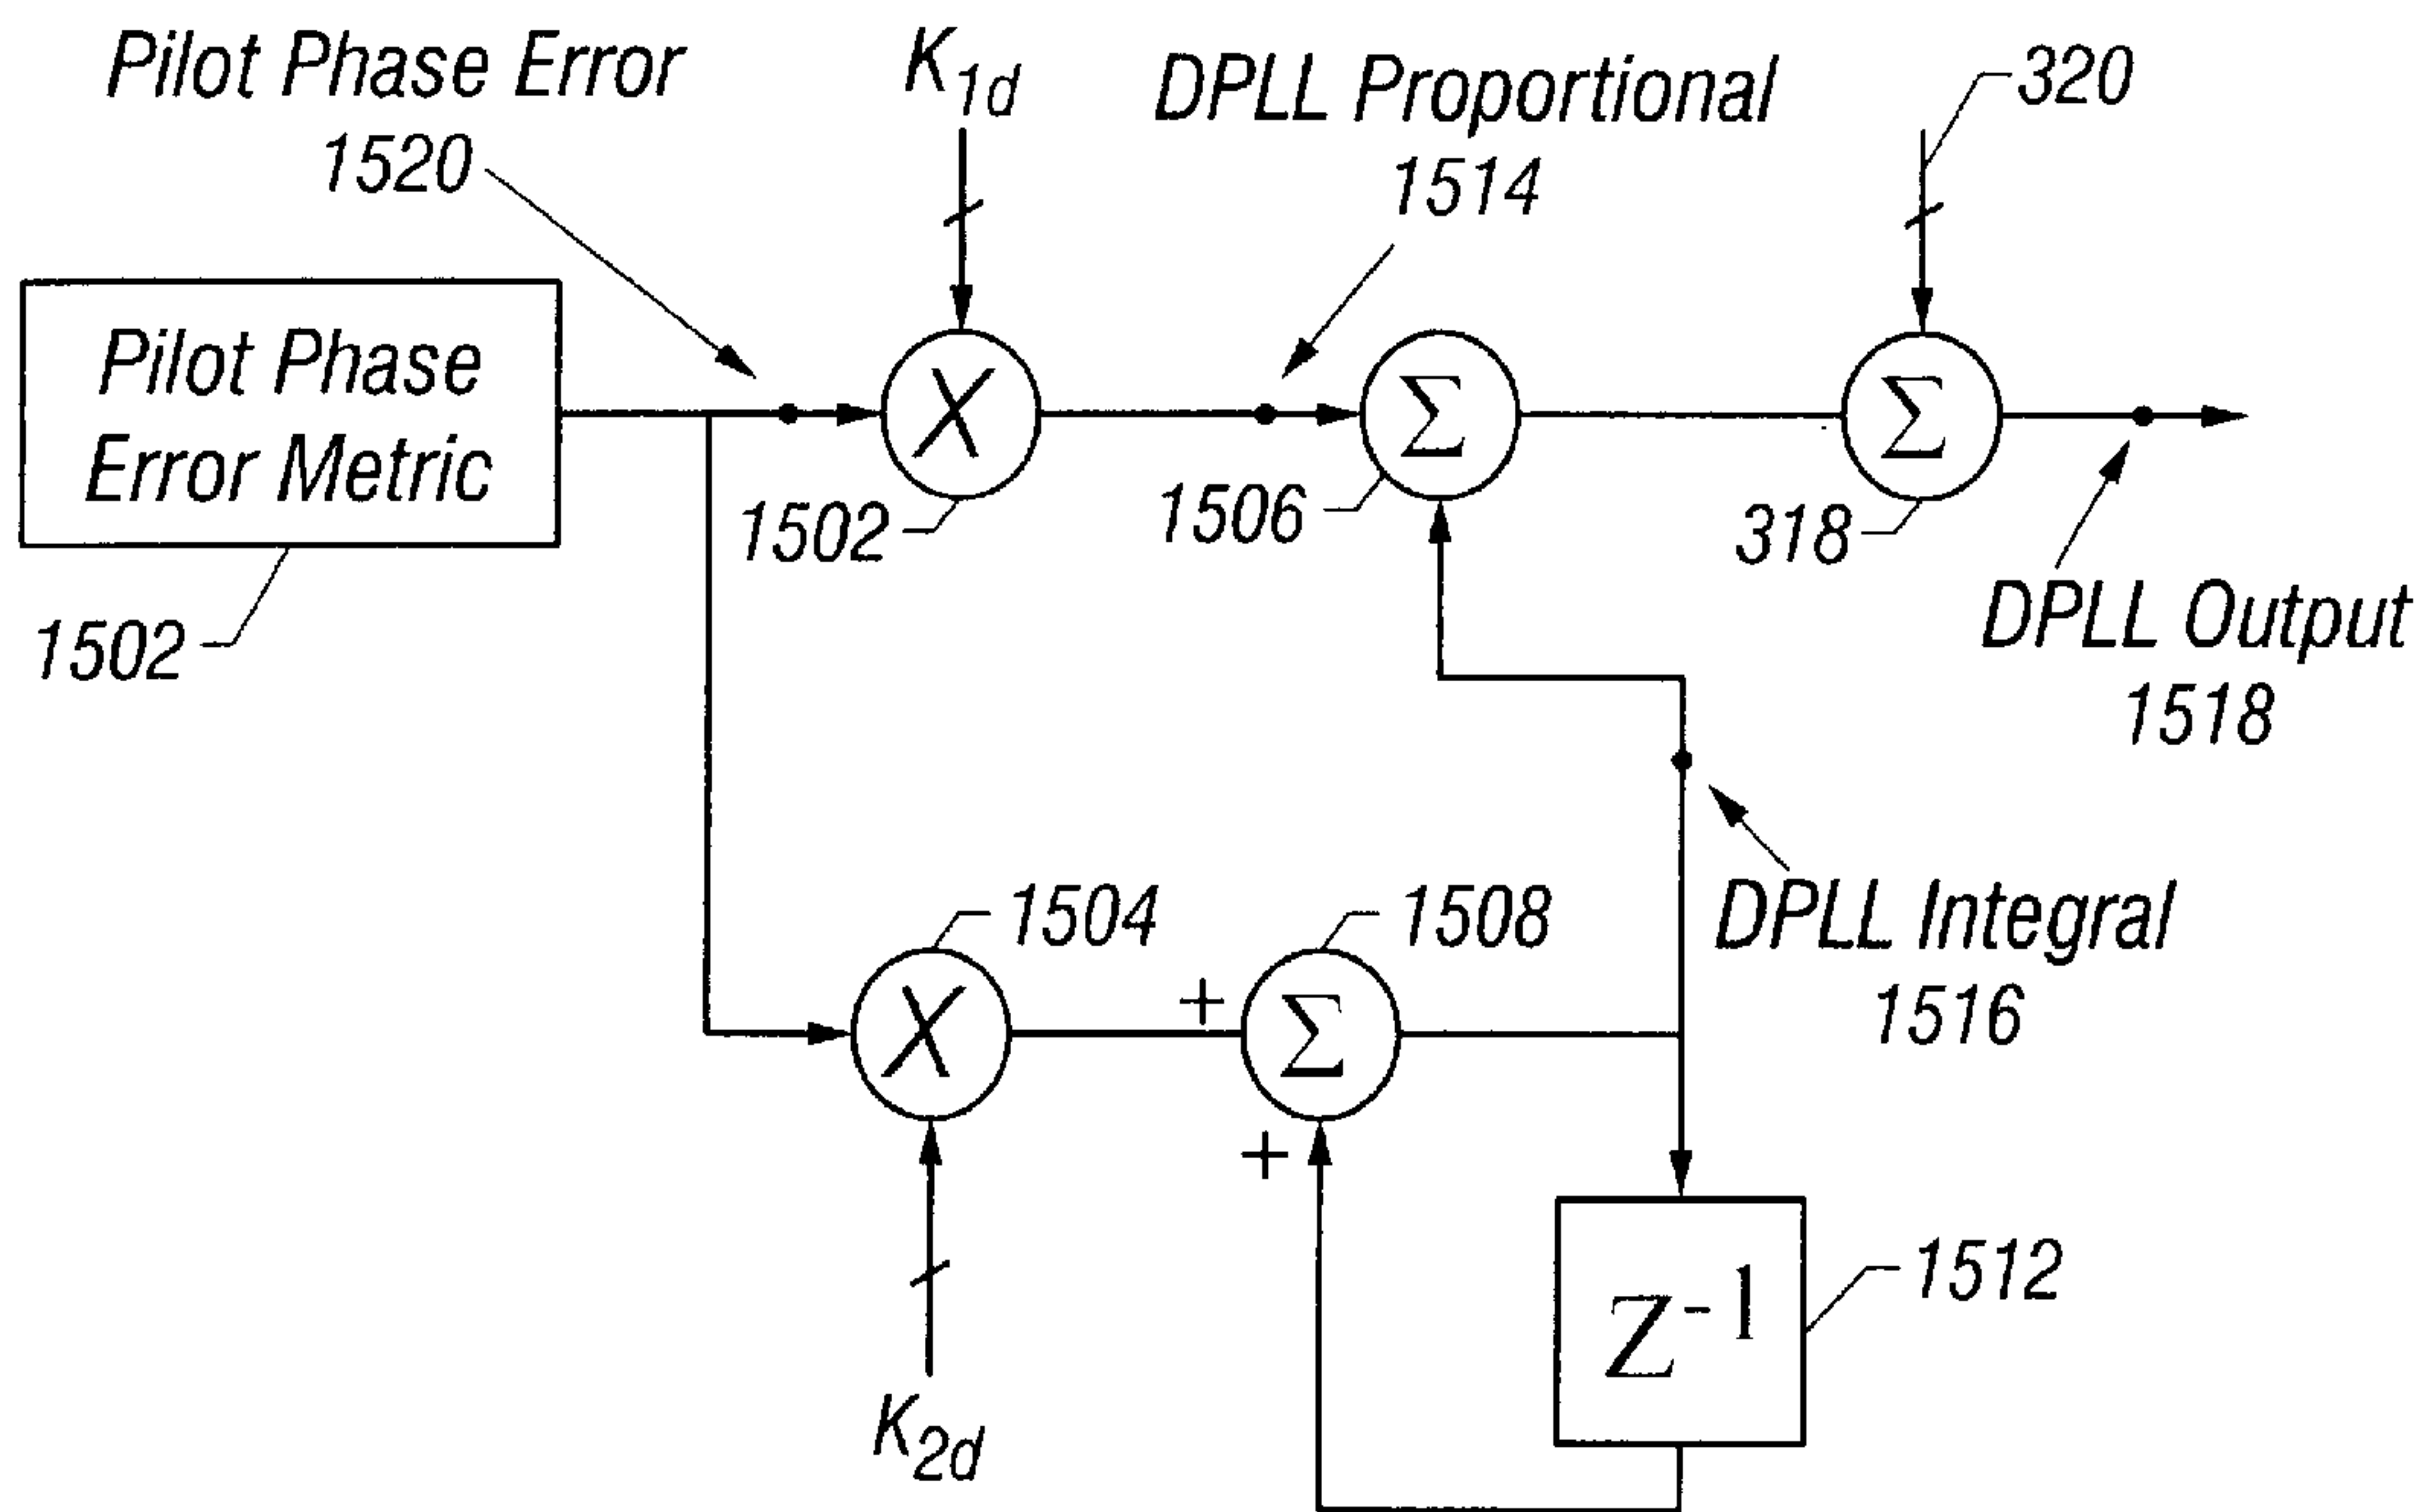 Pilot Phase Error
1520
K1d
DPLL Proportional
1514
320
Pilot Phase
Error Metric
1502
X
1502
Σ
1506
Σ
318
DPLL Output
1518
DPLL Integral
1516
1504
X
+
1508
Σ
+
K2d
Z-1
1512